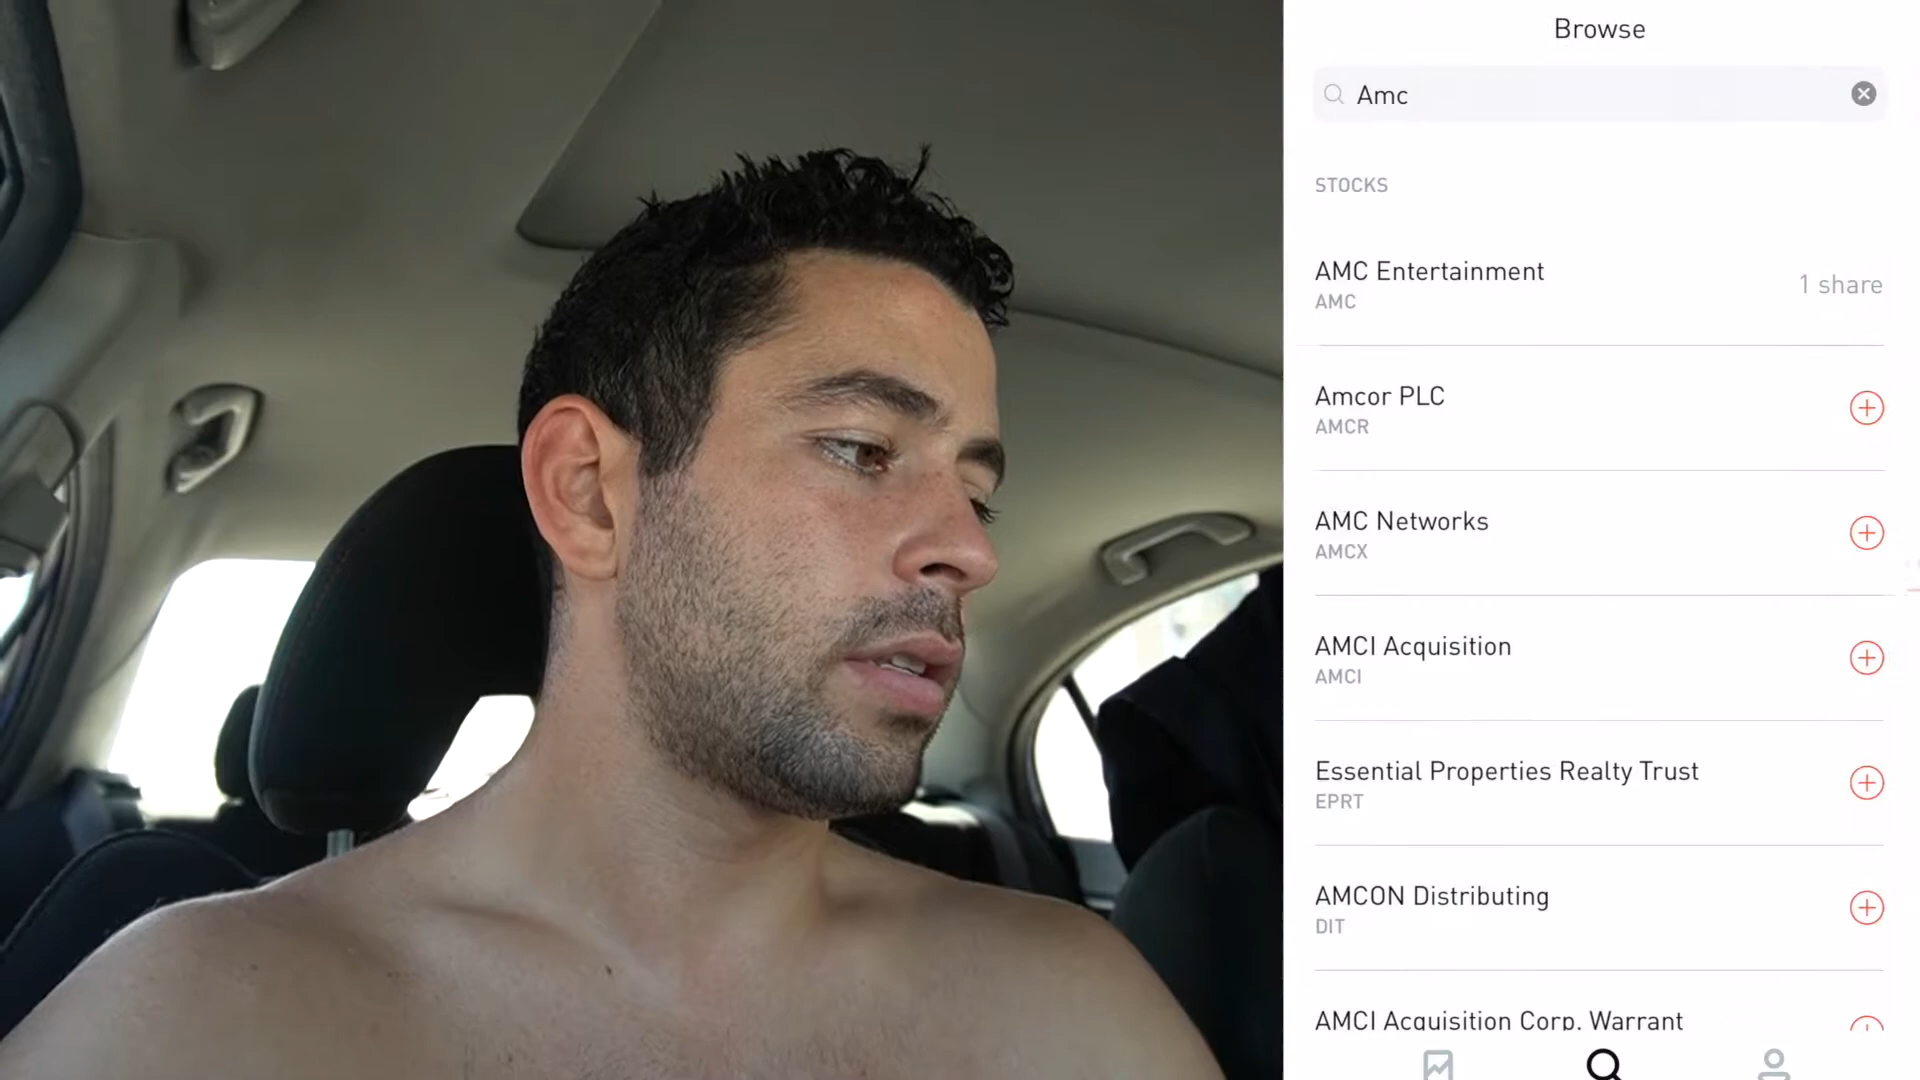 Browse
Amc
STOCKS
AMC Entertainment
AMC
1 share
Amcor PLC
AMCR
AMC Networks
AMCX
AMCI Acquisition
AMCI
Essential Properties Realty Trust
EPRT
AMCON Distributing
DIT
AMCI Acquisition Corp. Warrant